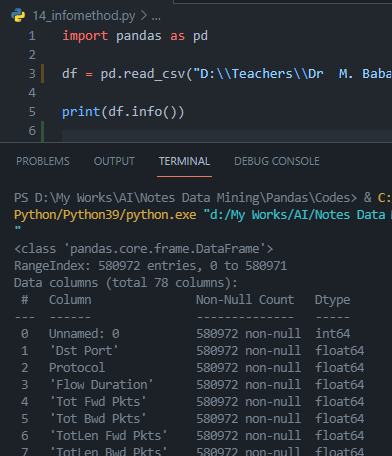 14_infomethod.py > ...
1 import pandas as pd
2
3 df = pd.read_csv("D:\\Teachers\\Dr  M. Baba
4
5 print(df.info())
6
PROBLEMS OUTPUT TERMINAL DEBUG CONSOLE
PS D:\My Works\AI\Notes Data Mining\Pandas\Codes> & C:
Python/Python39/python.exe "d:/My Works/AI/Notes Data M
"
<class 'pandas.core.frame.DataFrame'>
RangeIndex: 580972 entries, 0 to 580971
Data columns (total 78 columns):
 #   Column             Non-Null Count   Dtype
---  ------             --------------   -----
 0   Unnamed: 0         580972 non-null  int64
 1   'Dst Port'         580972 non-null  float64
 2   Protocol           580972 non-null  float64
 3   'Flow Duration'    580972 non-null  float64
 4   'Tot Fwd Pkts'     580972 non-null  float64
 5   'Tot Bwd Pkts'     580972 non-null  float64
 6   'TotLen Fwd Pkts'  580972 non-null  float64
 7   'TotLen Bwd Pkts'  580972 non-null  float64